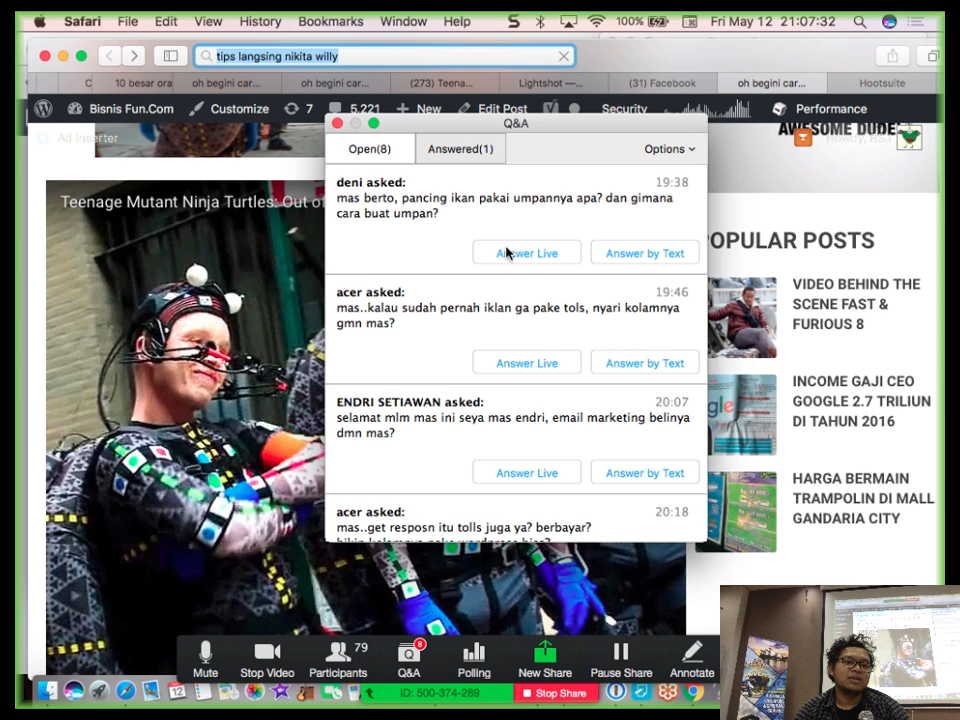 Safari File Edit View History Bookmarks Window Help 100% Fri May 12 21:07:32
tips langsing nikita willy
10 besar ora oh begini car... oh begini car... (273) Teena... Lightshot —... (31) Facebook oh begini car... Hootsuite
Bisnis Fun.Com Customize 7 5,221 New Edit Post Security Performance
Ad Inserter
AWESOME DUDE
Q&A
Open(8) Answered(1) Options
Teenage Mutant Ninja Turtles: Out of
deni asked: 19:38
mas berto, pancing ikan pakai umpannya apa? dan gimana
cara buat umpan?
Answer Live Answer by Text
acer asked: 19:46
mas..kalau sudah pernah iklan ga pake tols, nyari kolamnya
gmn mas?
Answer Live Answer by Text
ENDRI SETIAWAN asked: 20:07
selamat mlm mas ini seya mas endri, email marketing belinya
dmn mas?
Answer Live Answer by Text
acer asked: 20:18
mas..get resposn itu tolls juga ya? berbayar?
OPULAR POSTS
VIDEO BEHIND THE
SCENE FAST &
FURIOUS 8
INCOME GAJI CEO
GOOGLE 2.7 TRILIUN
DI TAHUN 2016
HARGA BERMAIN
TRAMPOLIN DI MALL
GANDARIA CITY
79 8
Mute Stop Video Participants Q&A Polling New Share Pause Share Annotate
12 ID: 500-374-289 Stop Share